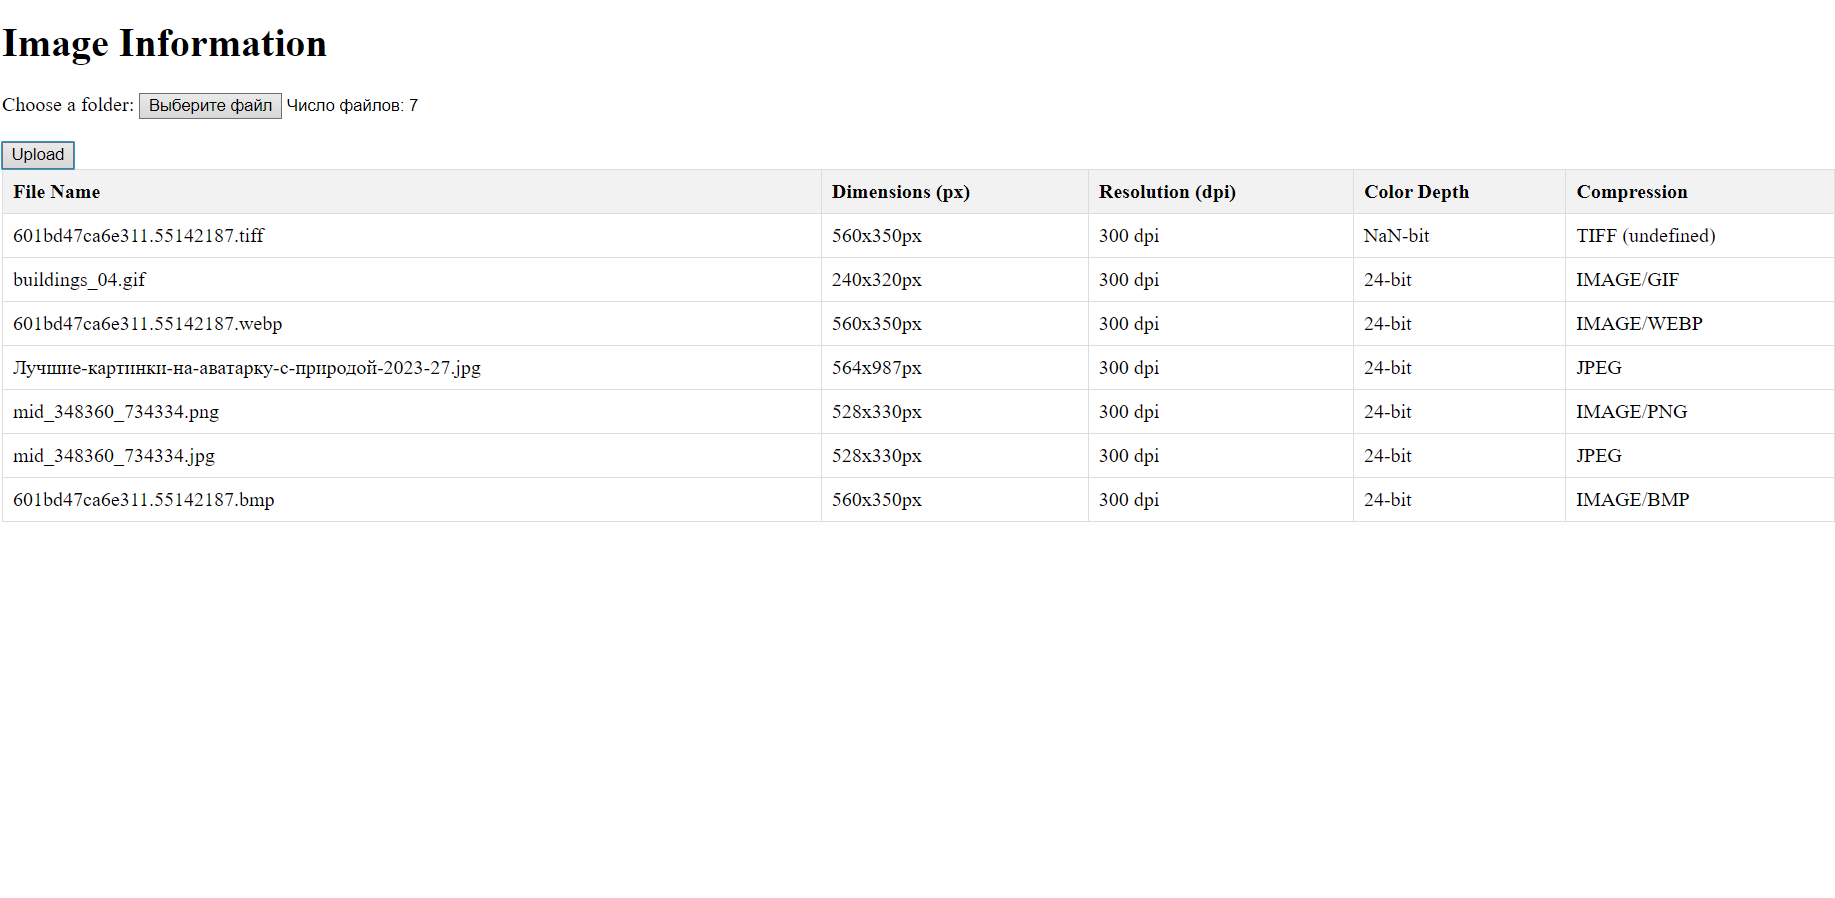 Image Information
Choose a folder: Выберите файл Число файлов: 7
Upload
File Name Dimensions (px) Resolution (dpi) Color Depth Compression
601bd47ca6e311.55142187.tiff 560x350px 300 dpi NaN-bit TIFF (undefined)
buildings_04.gif 240x320px 300 dpi 24-bit IMAGE/GIF
601bd47ca6e311.55142187.webp 560x350px 300 dpi 24-bit IMAGE/WEBP
Лучшие-картинки-на-аватарку-с-природой-2023-27.jpg 564x987px 300 dpi 24-bit JPEG
mid_348360_734334.png 528x330px 300 dpi 24-bit IMAGE/PNG
mid_348360_734334.jpg 528x330px 300 dpi 24-bit JPEG
601bd47ca6e311.55142187.bmp 560x350px 300 dpi 24-bit IMAGE/BMP